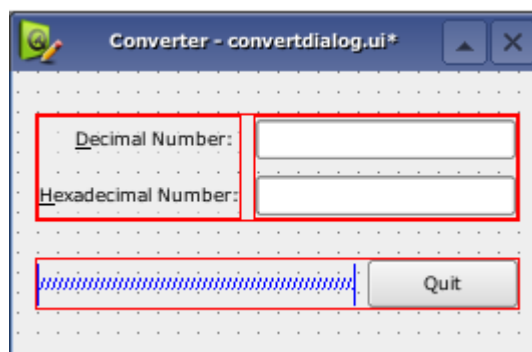 Converter - convertdialog.ui*
Decimal Number:
Hexadecimal Number:
Quit